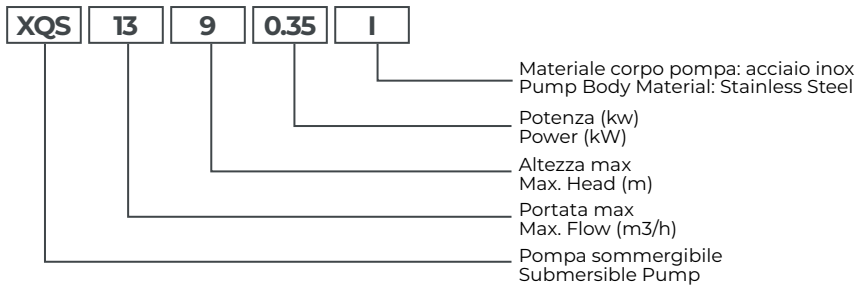 XQS 13 9 0.35 I
Materiale corpo pompa: acciaio inox
Pump Body Material: Stainless Steel
Potenza (kw)
Power (kW)
Altezza max
Max. Head (m)
Portata max
Max. Flow (m3/h)
Pompa sommergibile
Submersible Pump